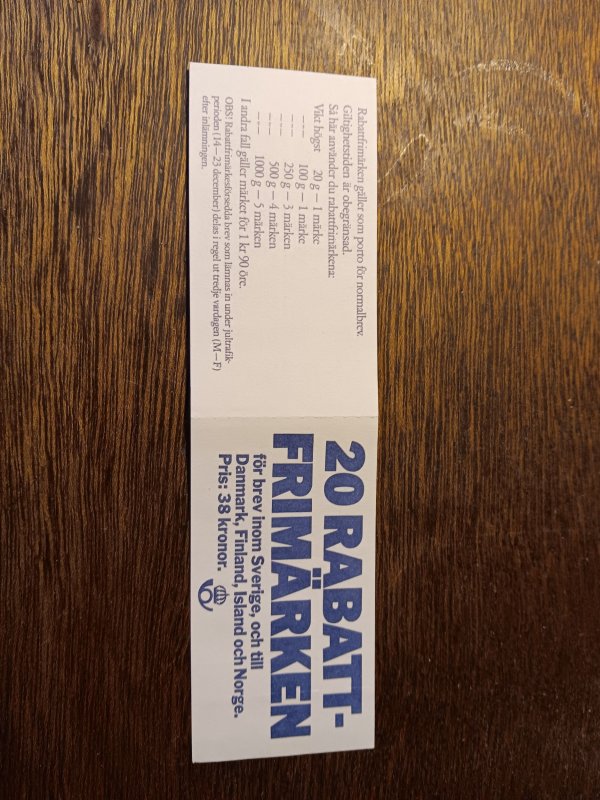 Rabattfrimärken gäller som porto för normalbrev.
Giltighetstiden är obegränsad.
Så här använder du rabattfrimärkena:
Vikt högst 20 g — 1 märke
–·– 100 g — 1 märke
–·– 250 g — 3 märken
–·– 500 g — 4 märken
–·– 1000 g — 5 märken
I andra fall gäller märket för 1 kr 90 öre.
OBS! Rabattfrimärkesförsedda brev som lämnas in under jultrafik-
perioden (14—23 december) delas i regel ut tredje vardagen (M—F)
efter inlämningen.
20 RABATT-
FRIMÄRKEN
för brev inom Sverige, och till
Danmark, Finland, Island och Norge.
Pris: 38 kronor.